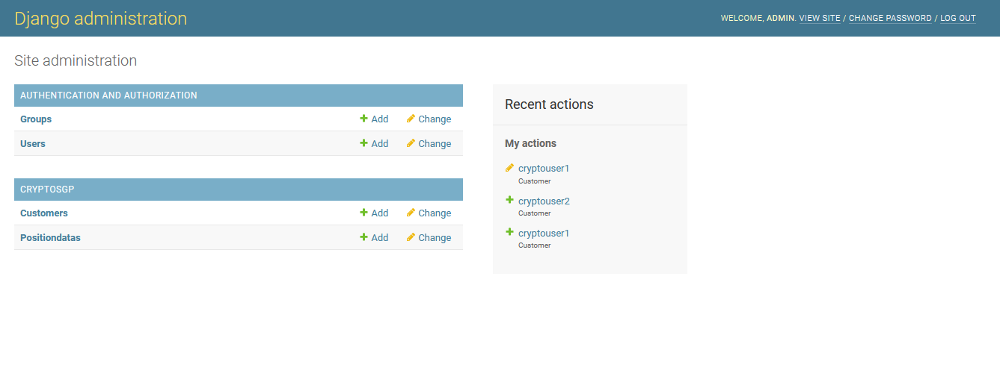 Django administration
WELCOME, ADMIN. VIEW SITE / CHANGE PASSWORD / LOG OUT
Site administration
AUTHENTICATION AND AUTHORIZATION
Groups Add Change
Users Add Change
CRYPTOSGP
Customers Add Change
Positiondatas Add Change
Recent actions
My actions
cryptouser1
Customer
cryptouser2
Customer
cryptouser1
Customer